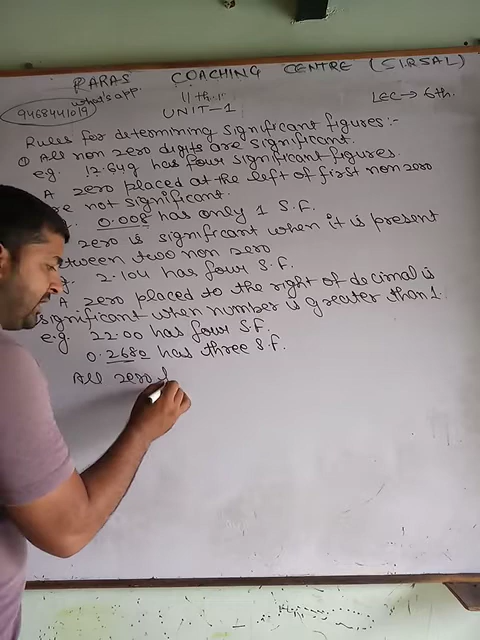 PARAS COACHING CENTRE (SIRSAL)
what's app.
9468441019
11th
UNIT-1
LEC → 6th.
Rules for determining significant figures:-
① All non zero digits are significant.
eg. 12.649 has four significant figures.
A zero placed at the left of first non zero
are not significant.
0.008 has only 1 S.F.
zero is significant when it is present
between two non zero
2.104 has four S.F.
A zero placed to the right of decimal is
significant when number is greater than 1.
e.g. 22.00 has four S.F.
0.2680 has three S.F.
All zero